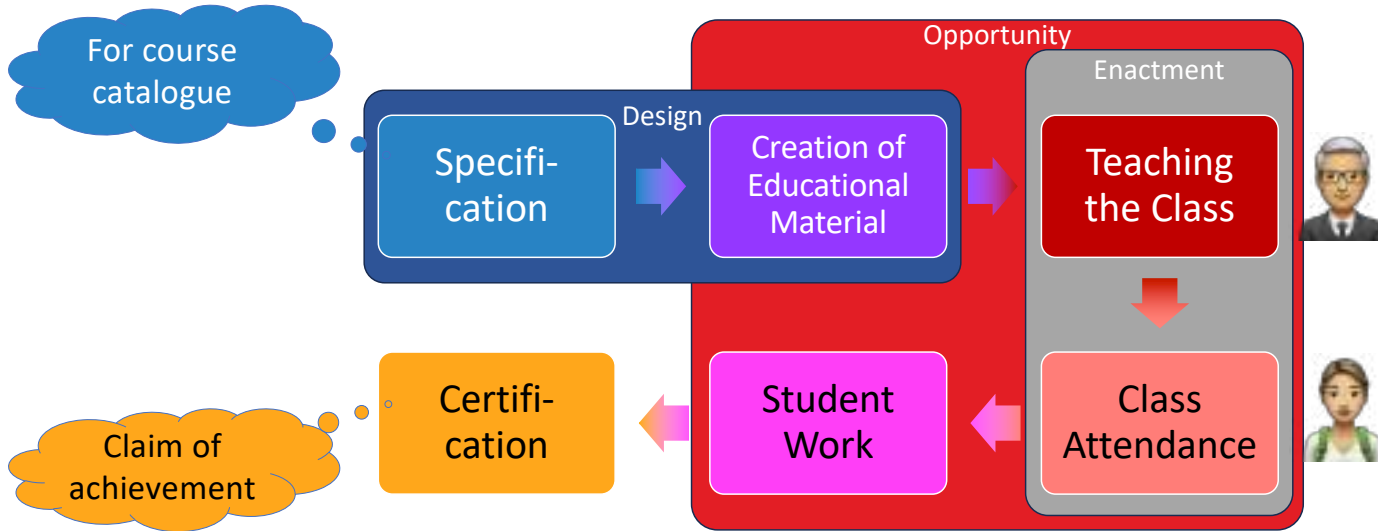 For course
catalogue
Opportunity
Enactment
Design
Specifi-
cation
Creation of
Educational
Material
Teaching
the Class
Certifi-
cation
Student
Work
Class
Attendance
Claim of
achievement